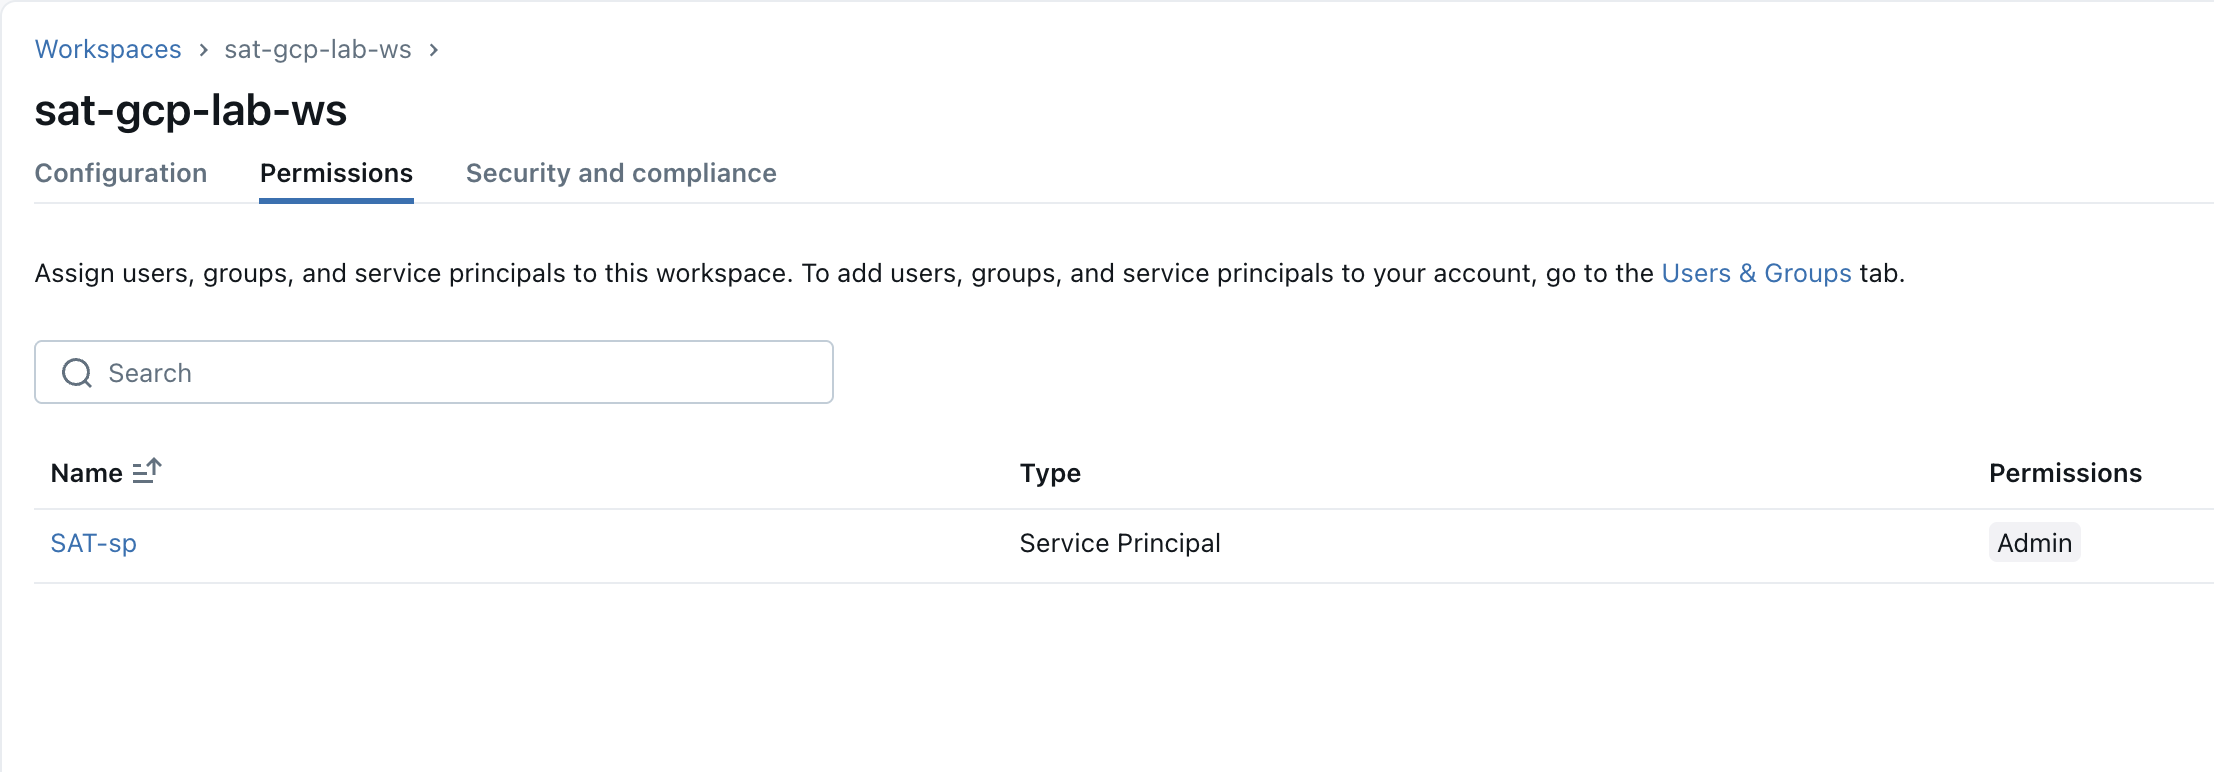 Workspaces > sat-gcp-lab-ws >
sat-gcp-lab-ws
Configuration Permissions Security and compliance
Assign users, groups, and service principals to this workspace. To add users, groups, and service principals to your account, go to the Users & Groups tab.
Search
Name Type Permissions
SAT-sp Service Principal Admin